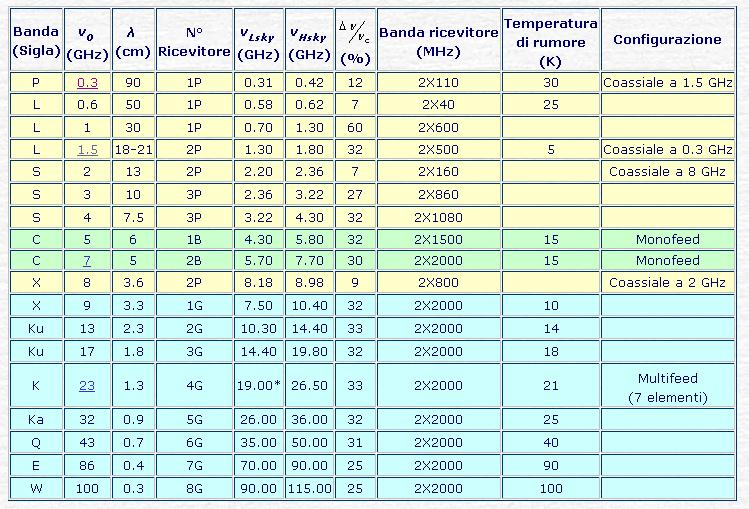 Banda (Sigla) ν0 (GHz) λ (cm) N° Ricevitore νLsky (GHz) νHsky (GHz) Δν/νc (%) Banda ricevitore (MHz) Temperatura di rumore (K) Configurazione
P 0.3 90 1P 0.31 0.42 12 2X110 30 Coassiale a 1.5 GHz
L 0.6 50 1P 0.58 0.62 7 2X40 25
L 1 30 1P 0.70 1.30 60 2X600
L 1.5 18-21 2P 1.30 1.80 32 2X500 5 Coassiale a 0.3 GHz
S 2 13 2P 2.20 2.36 7 2X160 Coassiale a 8 GHz
S 3 10 3P 2.36 3.22 27 2X860
S 4 7.5 3P 3.22 4.30 32 2X1080
C 5 6 1B 4.30 5.80 32 2X1500 15 Monofeed
C 7 5 2B 5.70 7.70 30 2X2000 15 Monofeed
X 8 3.6 2P 8.18 8.98 9 2X800 Coassiale a 2 GHz
X 9 3.3 1G 7.50 10.40 32 2X2000 10
Ku 13 2.3 2G 10.30 14.40 33 2X2000 14
Ku 17 1.8 3G 14.40 19.80 32 2X2000 18
K 23 1.3 4G 19.00* 26.50 33 2X2000 21 Multifeed (7 elementi)
Ka 32 0.9 5G 26.00 36.00 32 2X2000 25
Q 43 0.7 6G 35.00 50.00 31 2X2000 40
E 86 0.4 7G 70.00 90.00 25 2X2000 90
W 100 0.3 8G 90.00 115.00 25 2X2000 100